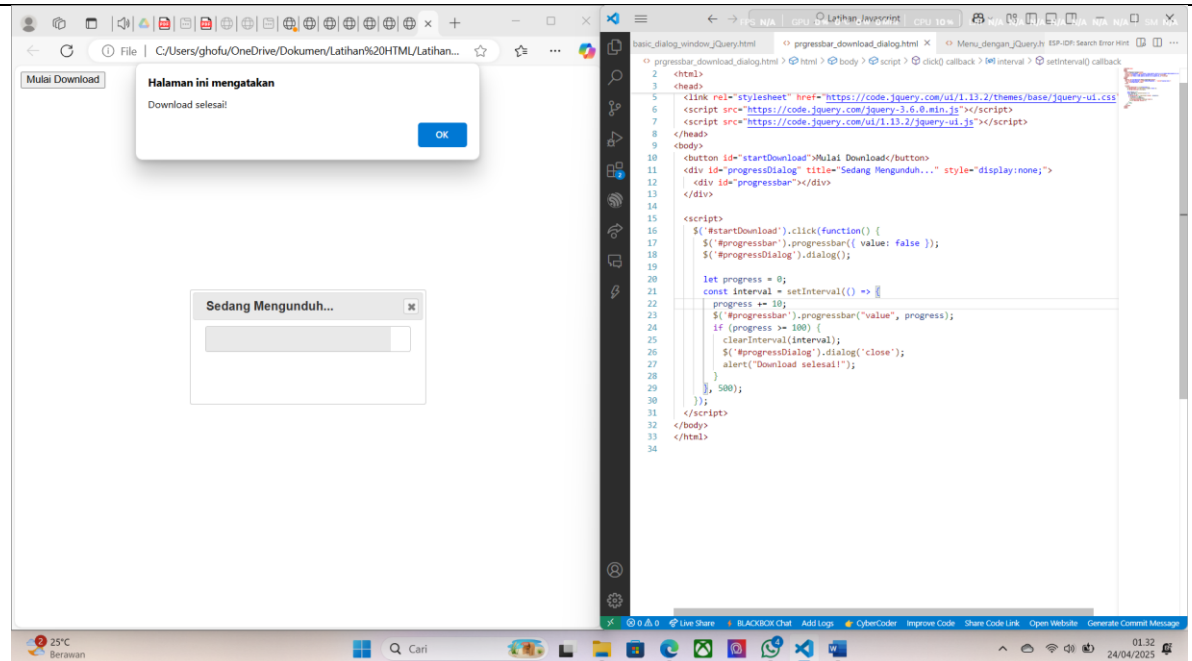 File
C:/Users/ghofu/OneDrive/Dokumen/Latihan%20HTML/Latihan...
Mulai Download
Halaman ini mengatakan
Download selesai!
OK
Sedang Mengunduh...
Latihan_Javascript
basic_dialog_window_jQuery.html
prgressbar_download_dialog.html
Menu_dengan_jQuery.h
ESP-IDF: Search Error Hint
prgressbar_download_dialog.html > html > body > script > click() callback > interval > setInterval() callback
2 <html>
3 <head>
5 <link rel="stylesheet" href="https://code.jquery.com/ui/1.13.2/themes/base/jquery-ui.css"
6 <script src="https://code.jquery.com/jquery-3.6.0.min.js"></script>
7 <script src="https://code.jquery.com/ui/1.13.2/jquery-ui.js"></script>
8 </head>
9 <body>
10 <button id="startDownload">Mulai Download</button>
11 <div id="progressDialog" title="Sedang Mengunduh..." style="display:none;">
12 <div id="progressbar"></div>
13 </div>
14
15 <script>
16 $('#startDownload').click(function() {
17 $('#progressbar').progressbar({ value: false });
18 $('#progressDialog').dialog();
19
20 let progress = 0;
21 const interval = setInterval(() => {
22 progress += 10;
23 $('#progressbar').progressbar("value", progress);
24 if (progress >= 100) {
25 clearInterval(interval);
26 $('#progressDialog').dialog('close');
27 alert("Download selesai!");
28 }
29 }, 500);
30 });
31 </script>
32 </body>
33 </html>
34
2
0 0 Live Share BLACKBOX Chat Add Logs CyberCoder Improve Code Share Code Link Open Website Generate Commit Message
2
25°C
Berawan
Cari
01.32
24/04/2025